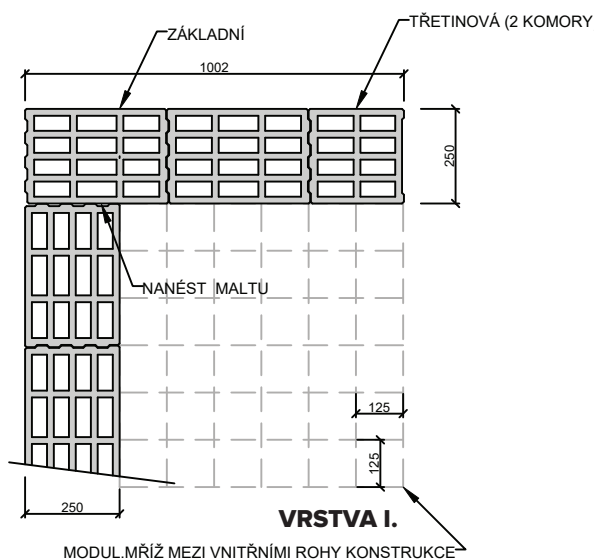 ZÁKLADNÍ
TŘETINOVÁ (2 KOMORY
1002
250
NANÉST MALTU
125
125
250
VRSTVA I.
MODUL.MŘÍŽ MEZI VNITŘNÍMI ROHY KONSTRUKCE